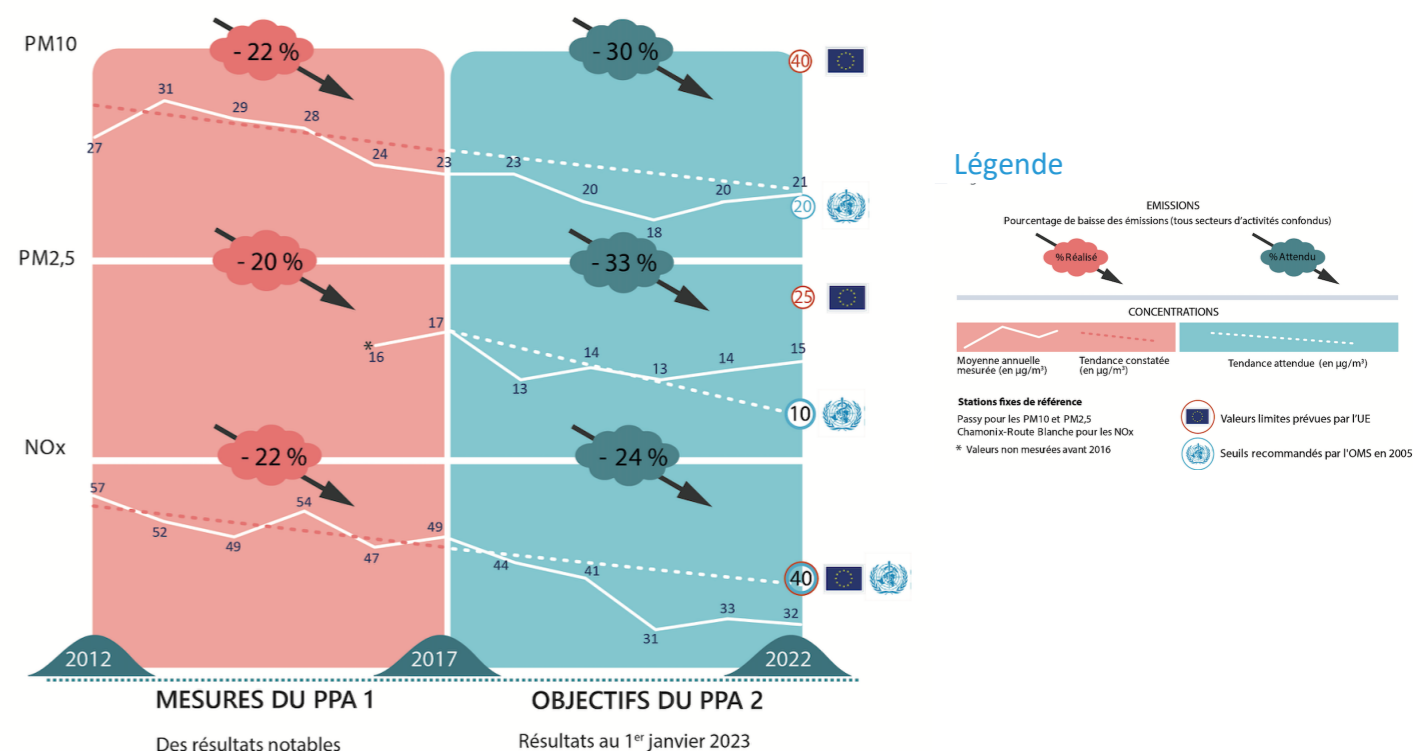 PM10
- 22 %
- 30 %
40
27
31
29
28
24
23
23
20
18
20
21
20
PM2,5
- 20 %
- 33 %
25
*
16
17
13
14
13
14
15
10
NOx
- 22 %
- 24 %
57
52
49
54
47
49
44
41
31
33
32
40
2012
2017
2022
MESURES DU PPA 1
OBJECTIFS DU PPA 2
Des résultats notables
Résultats au 1er janvier 2023
Légende
EMISSIONS
Pourcentage de baisse des émissions (tous secteurs d'activités confondus)
% Réalisé
% Attendu
CONCENTRATIONS
Moyenne annuelle
mesurée (en µg/m³)
Tendance constatée
(en µg/m³)
Tendance attendue (en µg/m³)
Stations fixes de référence
Passy pour les PM10 et PM2,5
Chamonix-Route Blanche pour les NOx
* Valeurs non mesurées avant 2016
Valeurs limites prévues par l'UE
Seuils recommandés par l'OMS en 2005